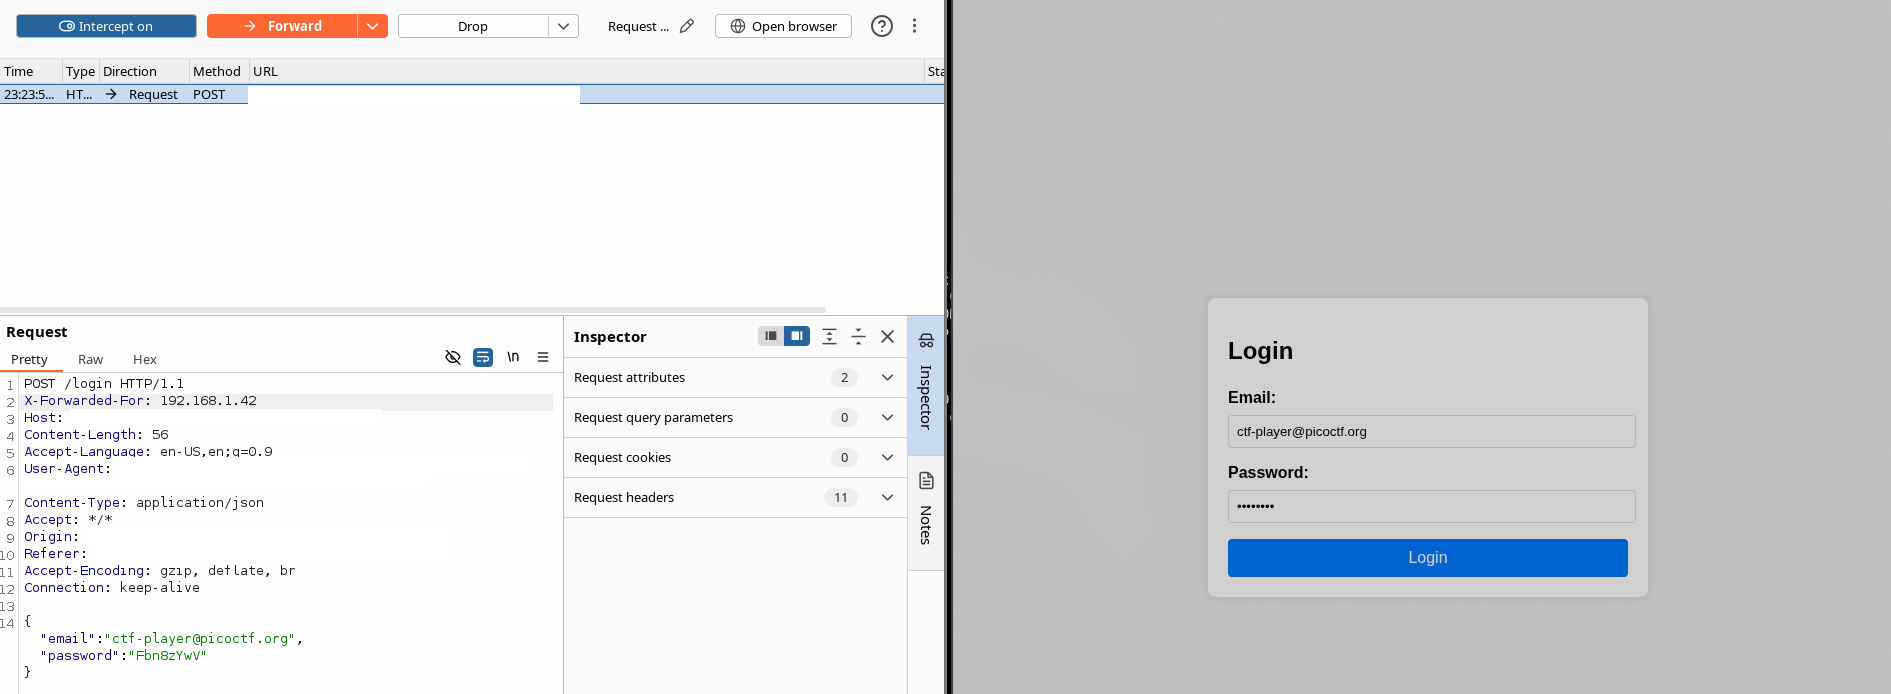 Intercept on
Forward
Drop
Request ...
Open browser
Time Type Direction Method URL Sta
23:23:5... HT... Request POST
Request
Pretty Raw Hex
\n
1 POST /login HTTP/1.1
2 X-Forwarded-For: 192.168.1.42
3 Host:
4 Content-Length: 56
5 Accept-Language: en-US,en;q=0.9
6 User-Agent:
7 Content-Type: application/json
8 Accept: */*
9 Origin:
10 Referer:
11 Accept-Encoding: gzip, deflate, br
12 Connection: keep-alive
13
14 {
"email":"ctf-player@picoctf.org",
"password":"Fbn8zYwV"
}
Inspector
Request attributes 2
Request query parameters 0
Request cookies 0
Request headers 11
Inspector
Notes
Login
Email:
ctf-player@picoctf.org
Password:
••••••••
Login